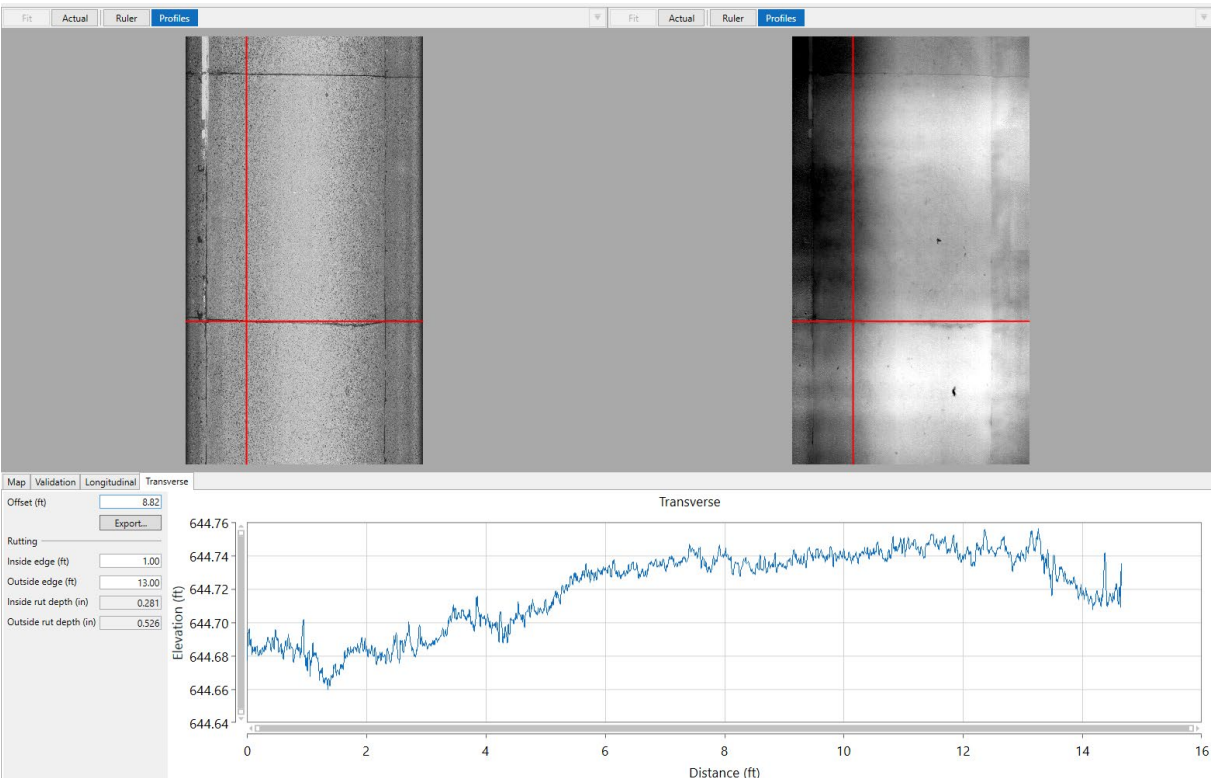 Fit Actual Ruler Profiles Fit Actual Ruler Profiles
Map Validation Longitudinal Transverse
Offset (ft) 8.82
Export...
Rutting
Inside edge (ft) 1.00
Outside edge (ft) 13.00
Inside rut depth (in) 0.281
Outside rut depth (in) 0.526
Transverse
Elevation (ft)
644.76
644.74
644.72
644.70
644.68
644.66
644.64
0 2 4 6 8 10 12 14 16
Distance (ft)